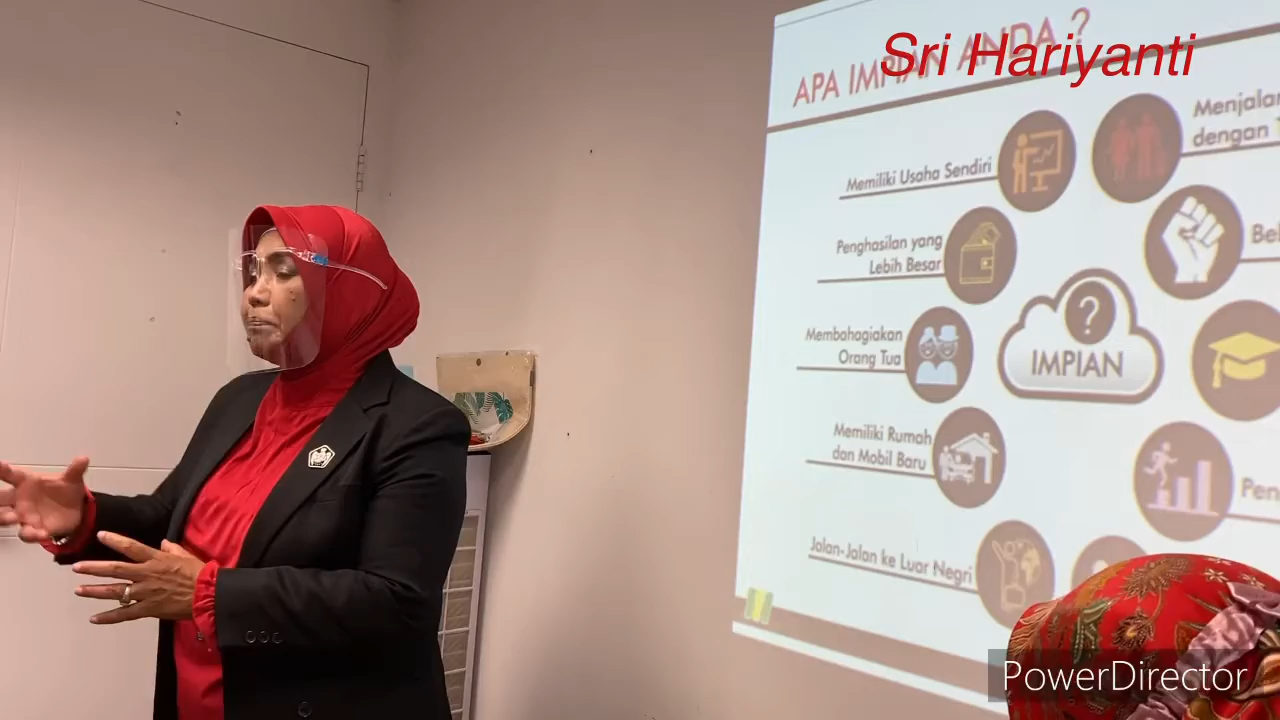 Sri Hariyanti
APA IMPIAN ANDA ?
Memiliki Usaha Sendiri
dengan
Penghasilan yang
Lebih Besar
Membahagiakan
Orang Tua
IMPIAN
Memiliki Rumah
dan Mobil Baru
Jalan-Jalan ke Luar Negri
PowerDirector